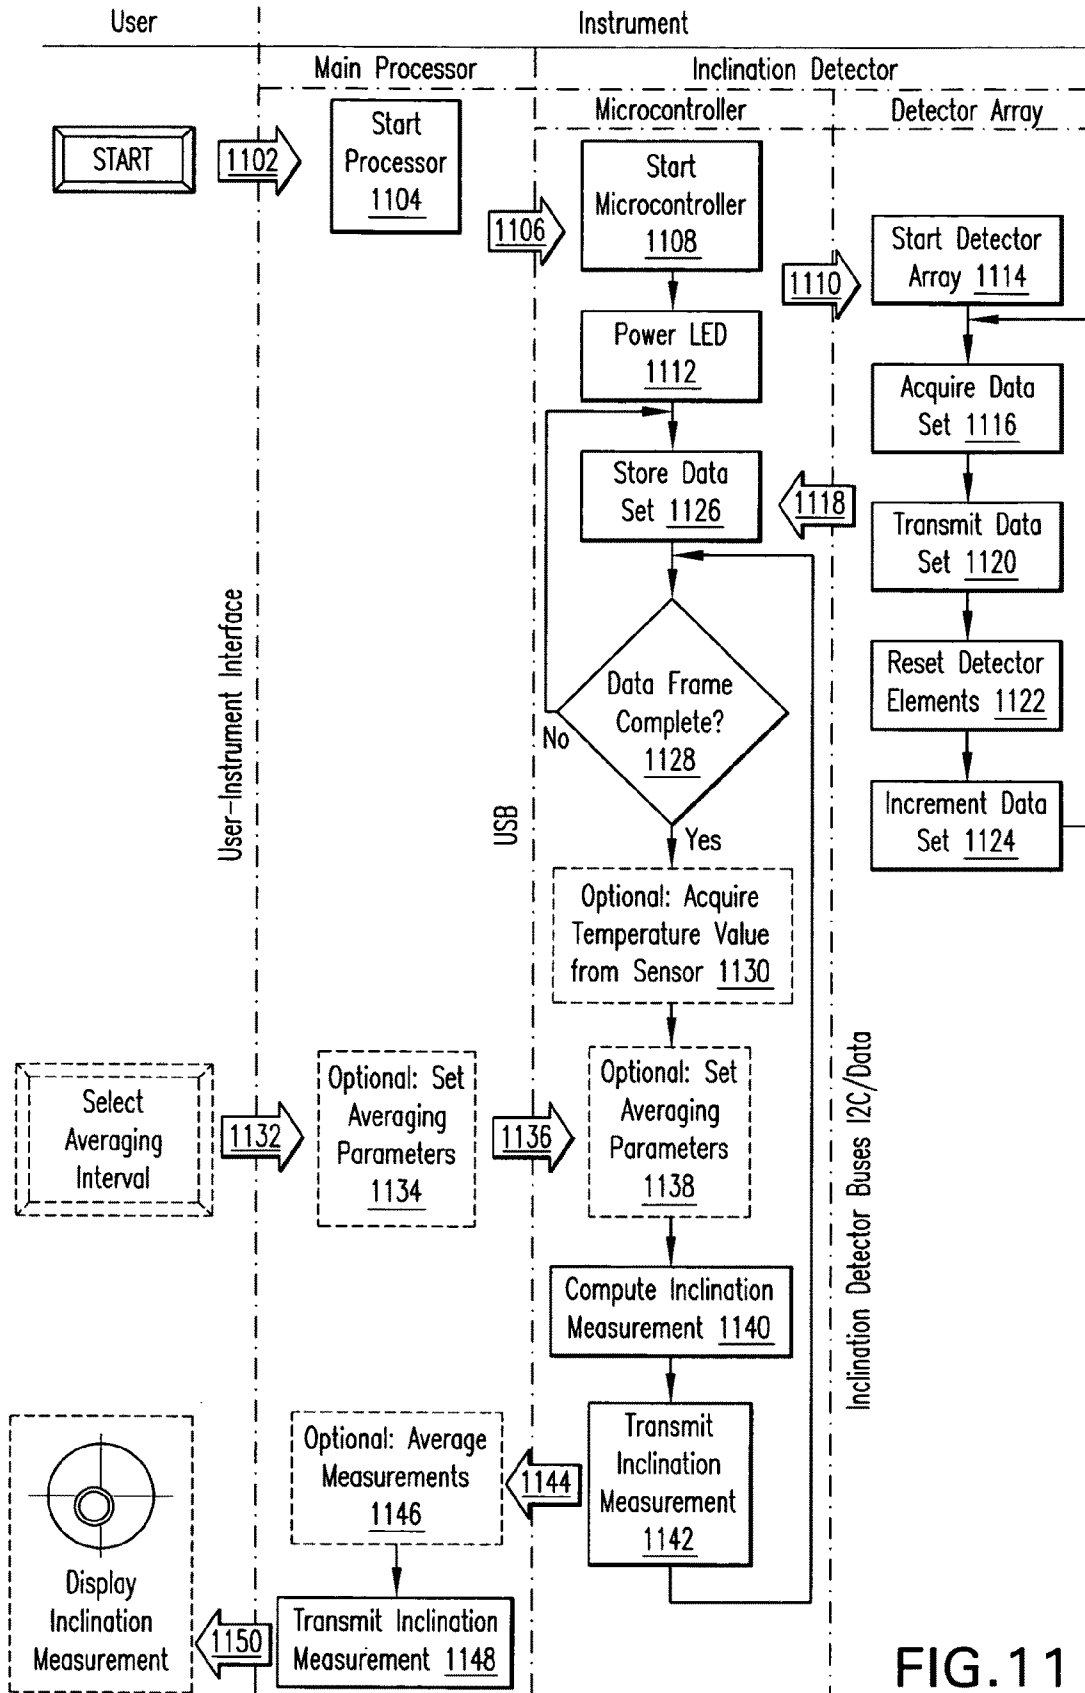 User
Instrument
Main Processor
Inclination Detector
Microcontroller
Detector Array
START
1102
Start
Processor
1104
1106
Start
Microcontroller
1108
1110
Start Detector
Array 1114
Power LED
1112
Acquire Data
Set 1116
Store Data
Set 1126
1118
Transmit Data
Set 1120
Reset Detector
Elements 1122
Data Frame
Complete?
1128
No
Yes
Increment Data
Set 1124
User-Instrument Interface
USB
Inclination Detector Buses I2C/Data
Optional: Acquire
Temperature Value
from Sensor 1130
Select
Averaging
Interval
1132
Optional: Set
Averaging
Parameters
1134
1136
Optional: Set
Averaging
Parameters
1138
Compute Inclination
Measurement 1140
Transmit
Inclination
Measurement
1142
1144
Optional: Average
Measurements
1146
Transmit Inclination
Measurement 1148
1150
Display
Inclination
Measurement
FIG.11